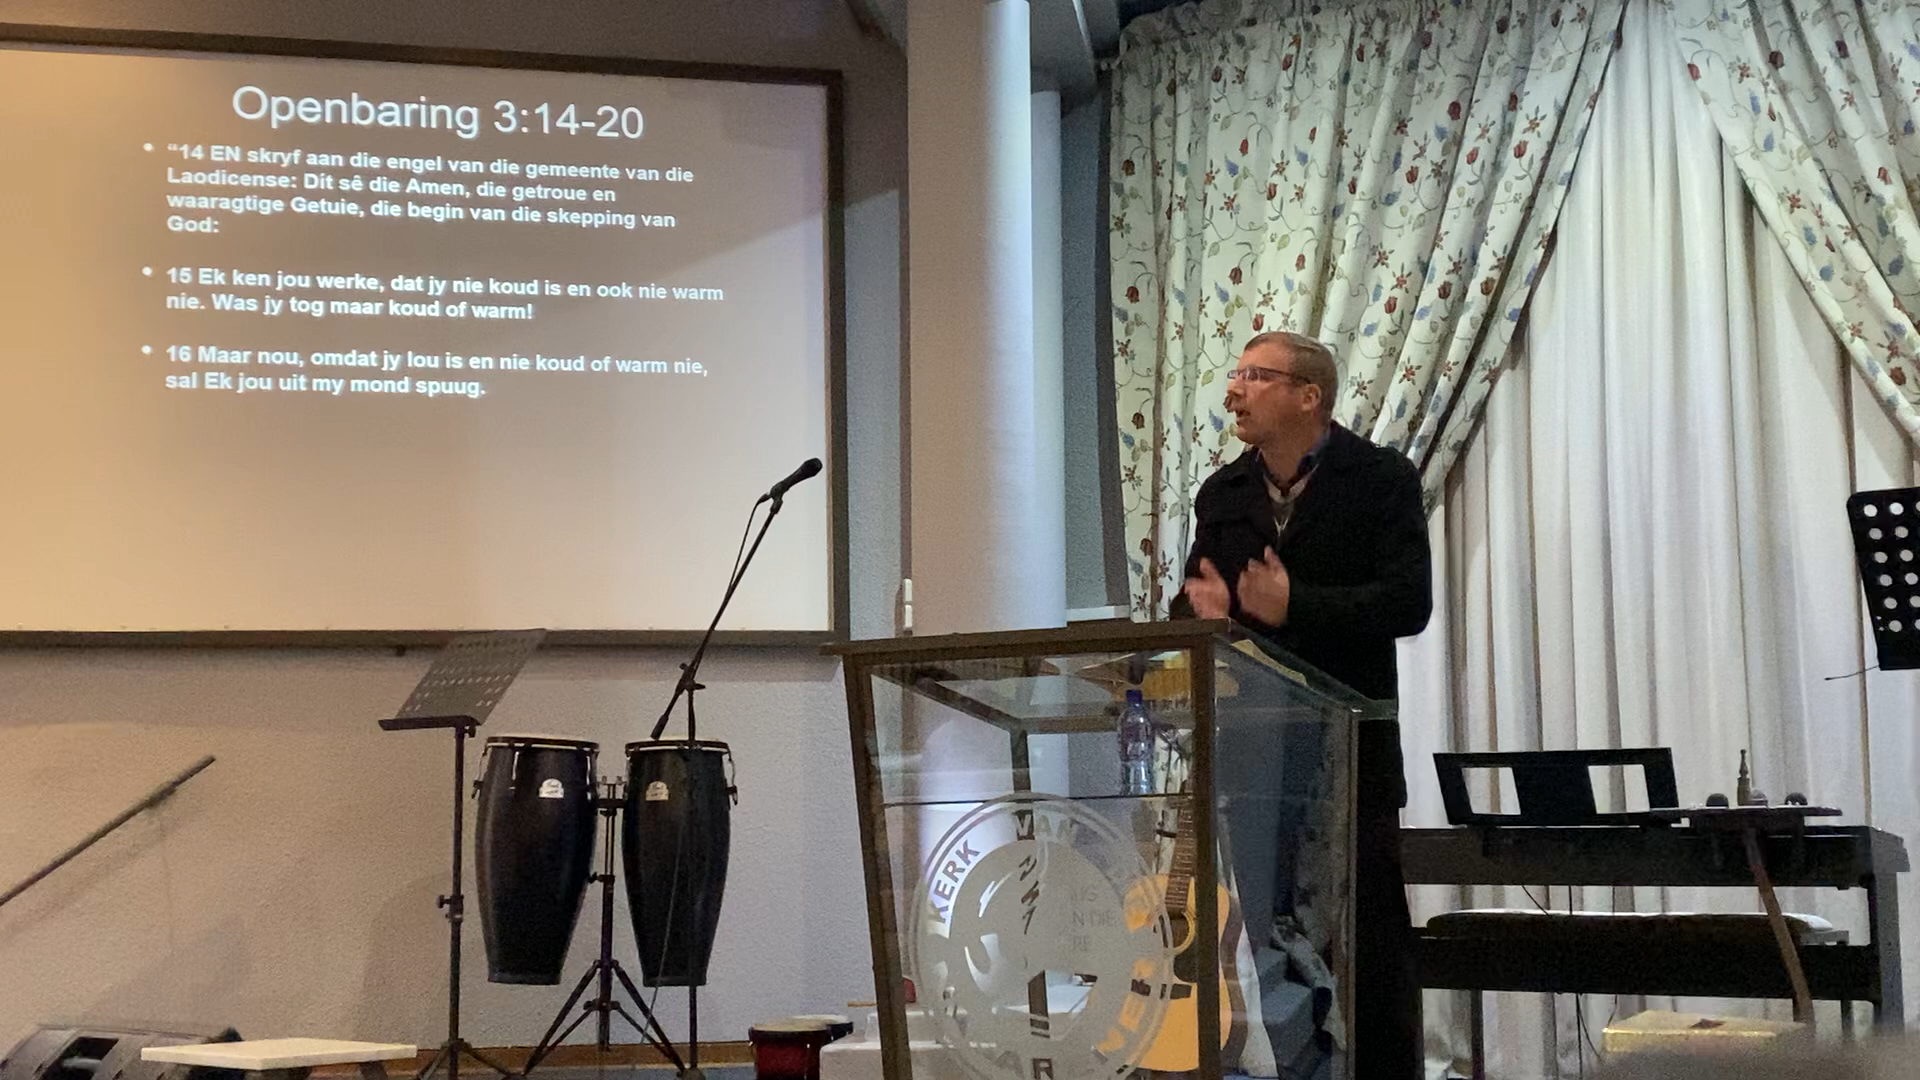 Openbaring 3:14-20
• “14 EN skryf aan die engel van die gemeente van die
Laodicense: Dit sê die Amen, die getroue en
waaragtige Getuie, die begin van die skepping van
God:
• 15 Ek ken jou werke, dat jy nie koud is en ook nie warm
nie. Was jy tog maar koud of warm!
• 16 Maar nou, omdat jy lou is en nie koud of warm nie,
sal Ek jou uit my mond spuug.
KERK VAN